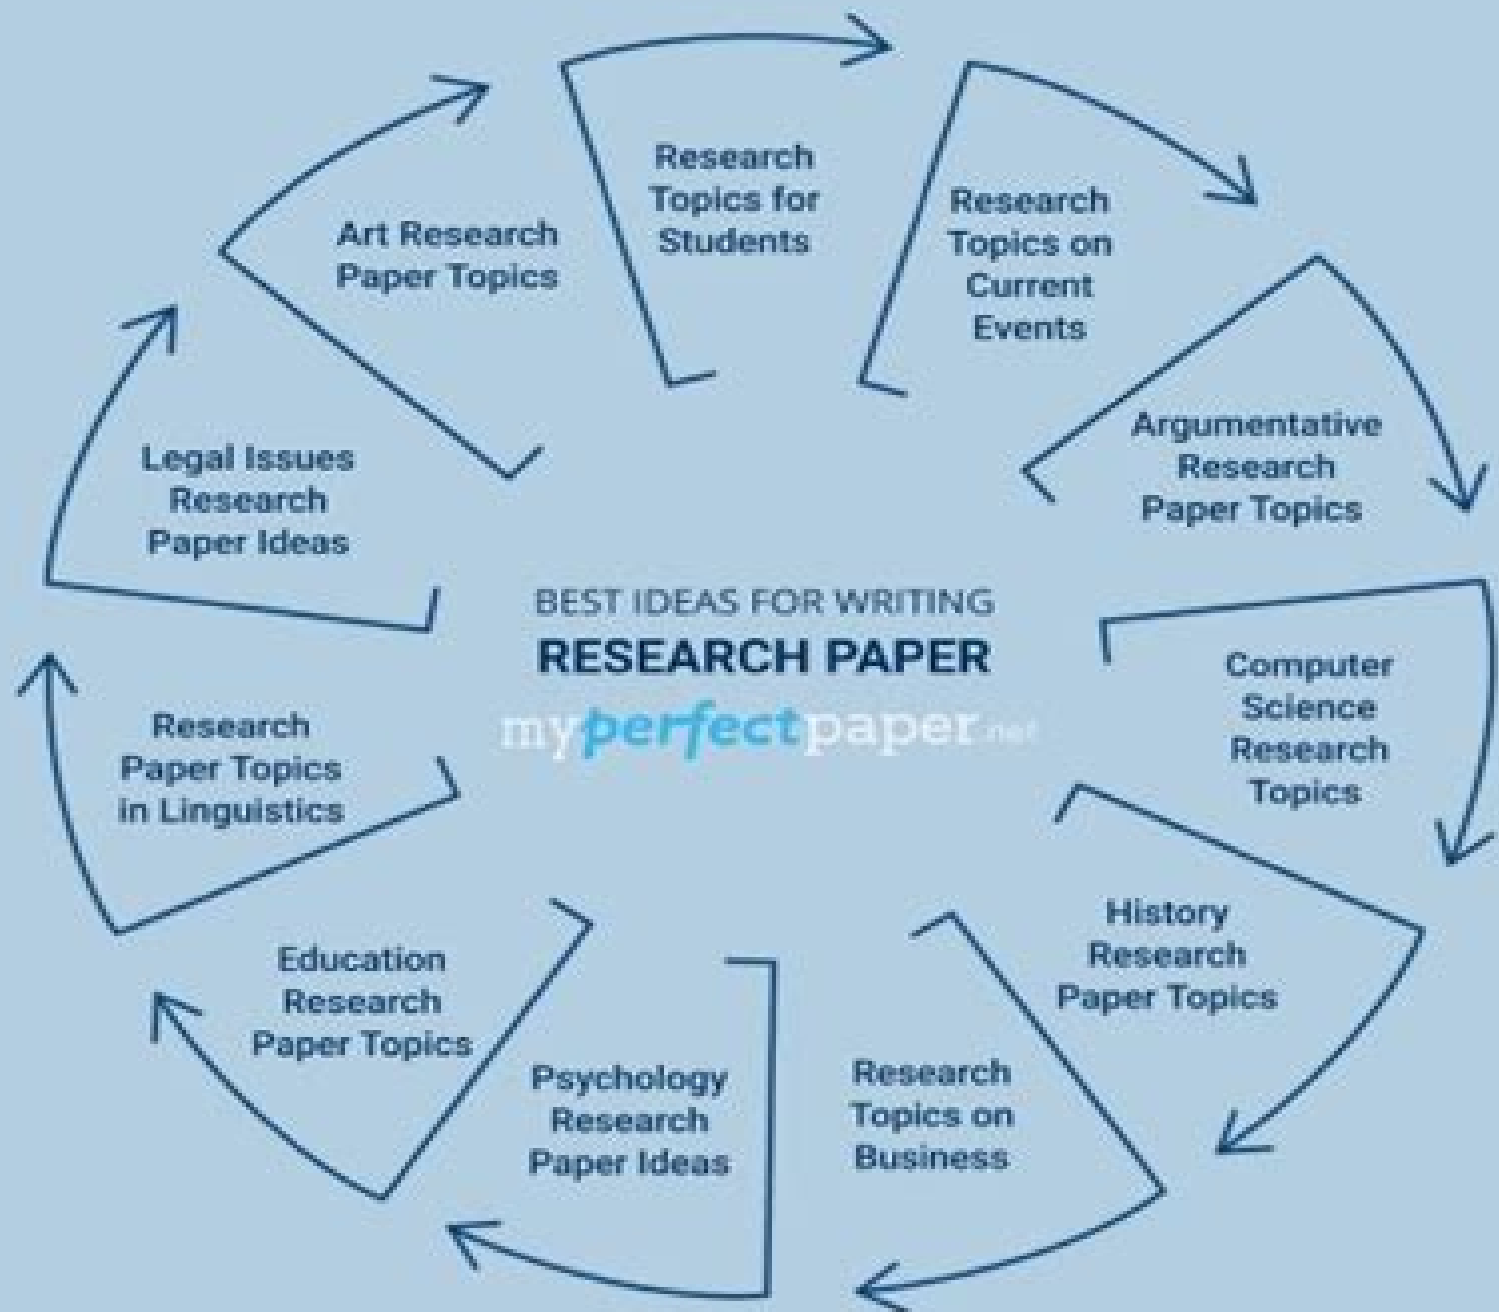 Research
Topics for
Students
Research
Topics on
Current
Events
Argumentative
Research
Paper Topics
Computer
Science
Research
Topics
History
Research
Paper Topics
Research
Topics on
Business
Psychology
Research
Paper Ideas
Education
Research
Paper Topics
Research
Paper Topics
in Linguistics
Legal Issues
Research
Paper Ideas
Art Research
Paper Topics
BEST IDEAS FOR WRITING
RESEARCH PAPER
myperfectpaper.net